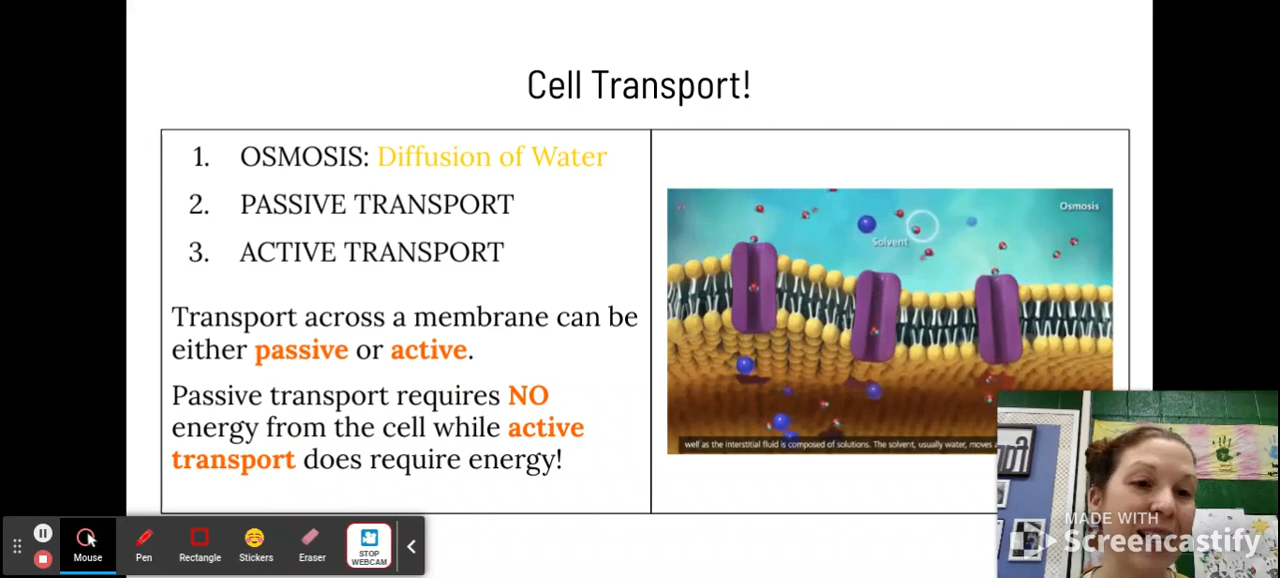 Cell Transport!
1. OSMOSIS: Diffusion of Water
2. PASSIVE TRANSPORT
3. ACTIVE TRANSPORT
Transport across a membrane can be
either passive or active.
Passive transport requires NO
energy from the cell while active
transport does require energy!
Osmosis
Solvent
well as the interstitial fluid is composed of solutions. The solvent, usually water, moves
Mouse
Pen
Rectangle
Stickers
Eraser
STOP
WEBCAM
MADE WITH
Screencastify